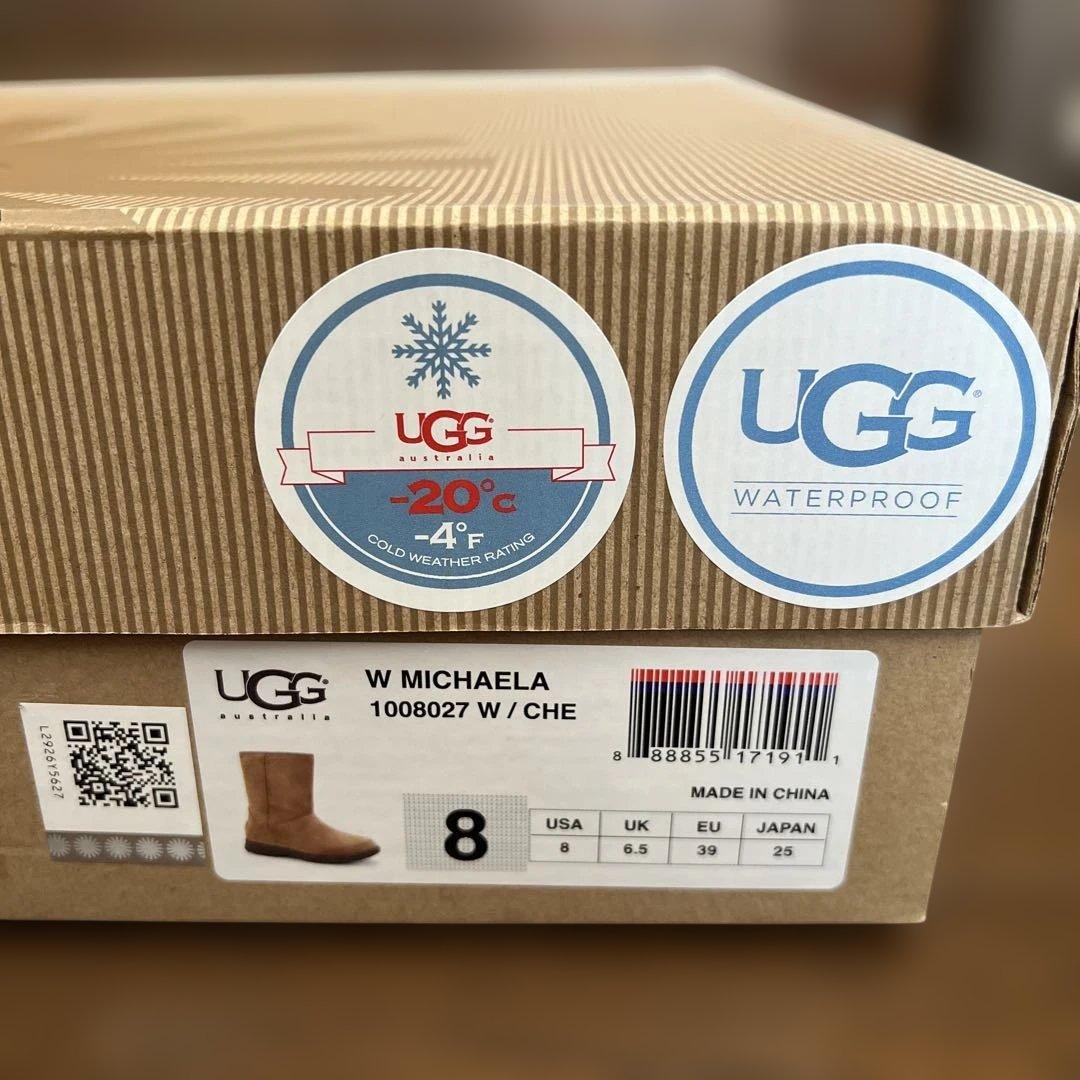 UGG®
australia
-20°C
-4°F
COLD WEATHER RATING
UGG®
WATERPROOF
L2926Y5627
UGG®
australia
W MICHAELA
1008027 W / CHE
8 88855 17191 1
MADE IN CHINA
8
USA UK EU JAPAN
8 6.5 39 25